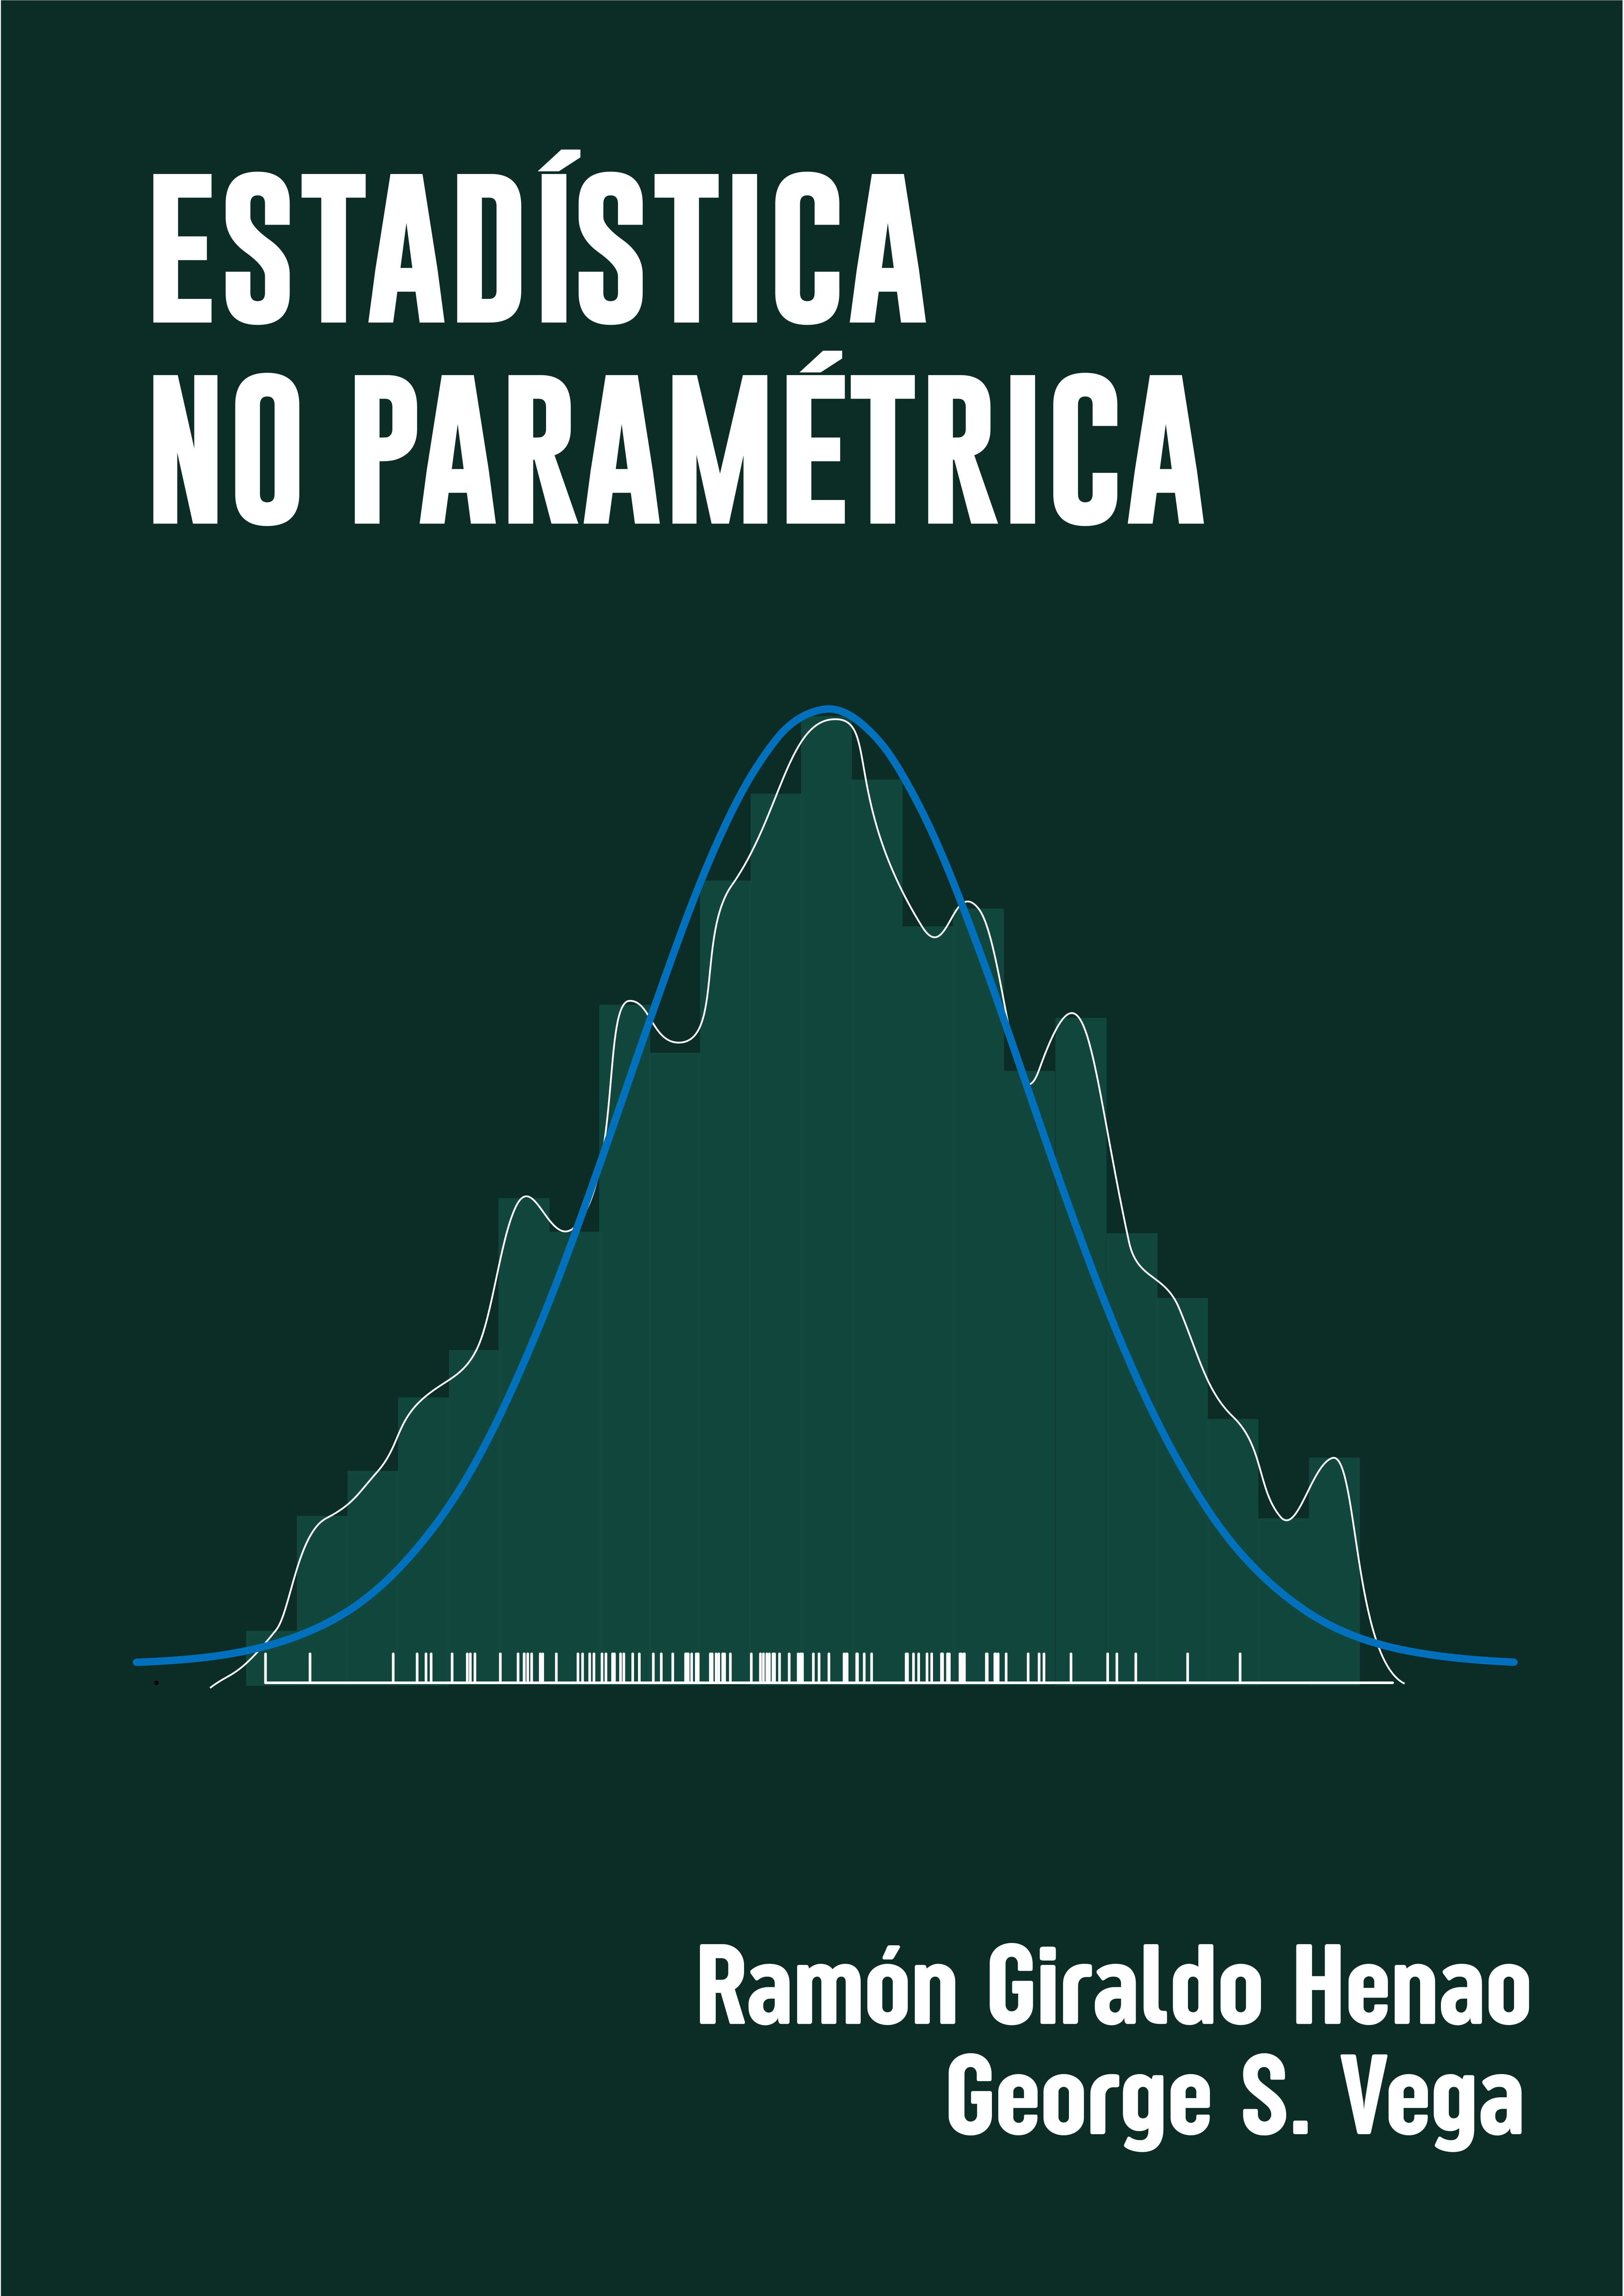 ESTADÍSTICA
NO PARAMÉTRICA
Ramón Giraldo Henao
George S. Vega